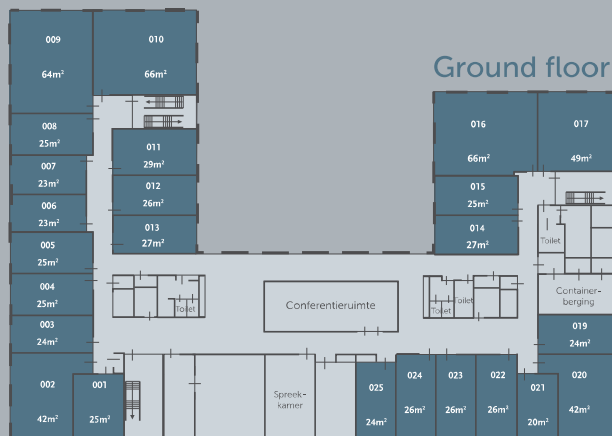 Ground floor
009
64m²
010
66m²
008
25m²
007
23m²
006
23m²
005
25m²
004
25m²
003
24m²
002
42m²
001
25m²
011
29m²
012
26m²
013
27m²
016
66m²
017
49m²
015
25m²
014
27m²
Toilet
Container-
berging
Toilet
Conferentieruimte
Toilet
Toilet
019
24m²
020
42m²
021
20m²
022
26m²
023
26m²
024
26m²
025
24m²
Spreek-
kamer